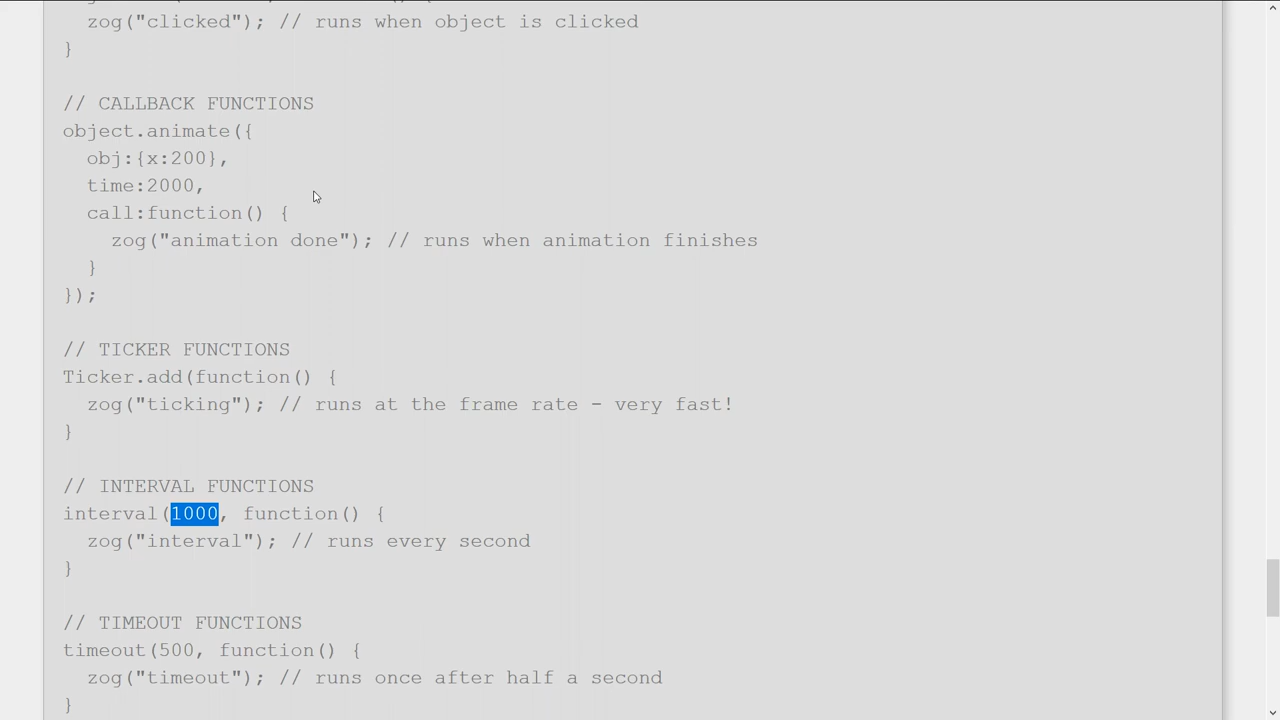 zog("clicked"); // runs when object is clicked
}
// CALLBACK FUNCTIONS
object.animate({
obj:{x:200},
time:2000,
call:function() {
zog("animation done"); // runs when animation finishes
}
});
// TICKER FUNCTIONS
Ticker.add(function() {
zog("ticking"); // runs at the frame rate - very fast!
}
// INTERVAL FUNCTIONS
interval(1000, function() {
zog("interval"); // runs every second
}
// TIMEOUT FUNCTIONS
timeout(500, function() {
zog("timeout"); // runs once after half a second
}